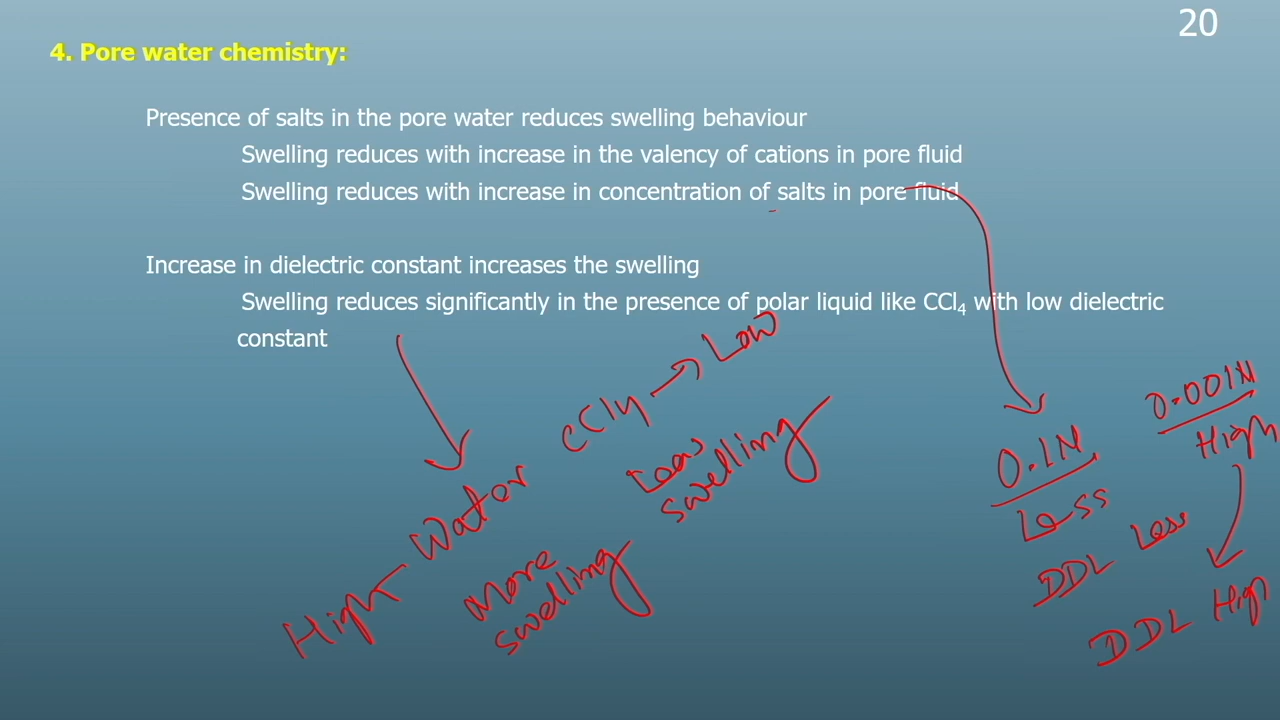 20
4. Pore water chemistry:
Presence of salts in the pore water reduces swelling behaviour
Swelling reduces with increase in the valency of cations in pore fluid
Swelling reduces with increase in concentration of salts in pore fluid
Increase in dielectric constant increases the swelling
Swelling reduces significantly in the presence of polar liquid like CCl₄ with low dielectric
constant
CCl4 → Low
Less
swelling
High - Water
More
swelling
0.1N
Less
DDL Less
0.001N
High
DDL High